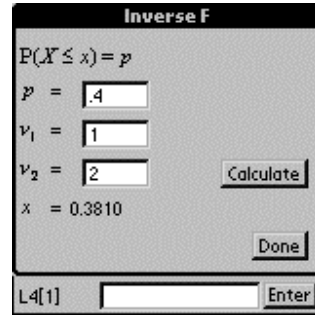 Inverse F
P(X ≤ x) = p
p = .4
ν₁ = 1
ν₂ = 2
Calculate
x = 0.3810
Done
L4[1] Enter